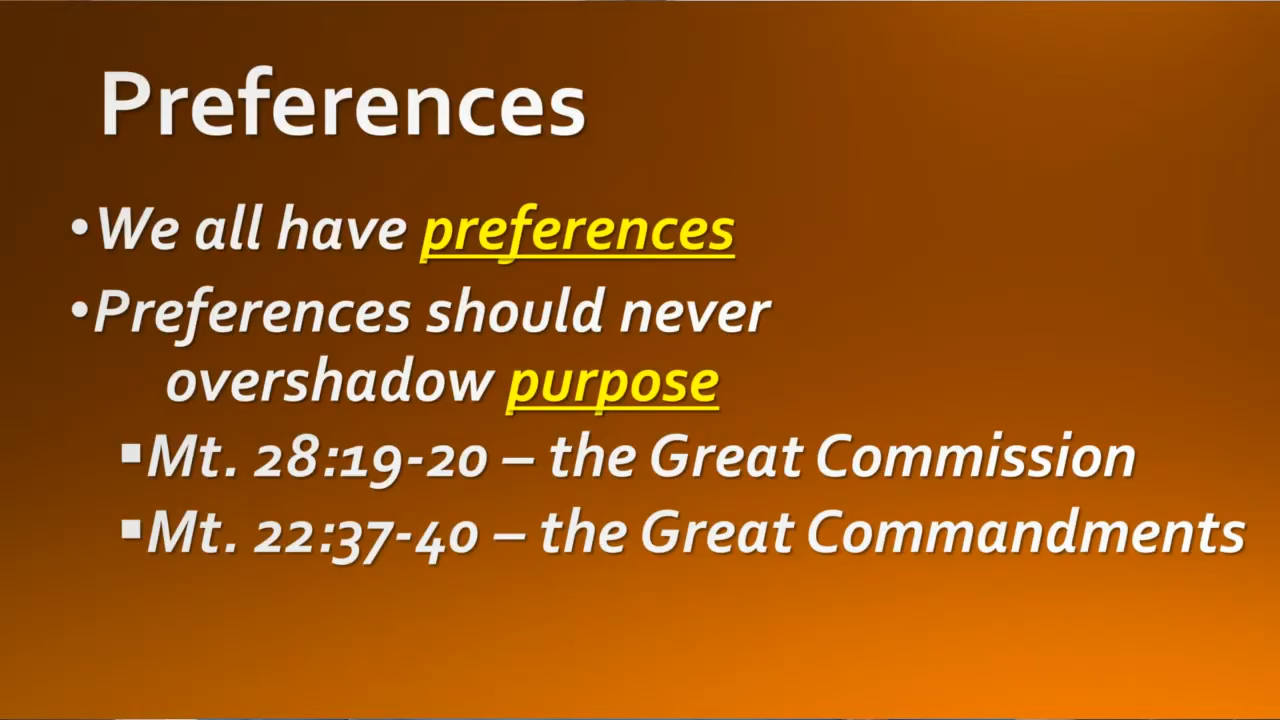 Preferences
•We all have preferences
•Preferences should never
overshadow purpose
▪Mt. 28:19-20 – the Great Commission
▪Mt. 22:37-40 – the Great Commandments